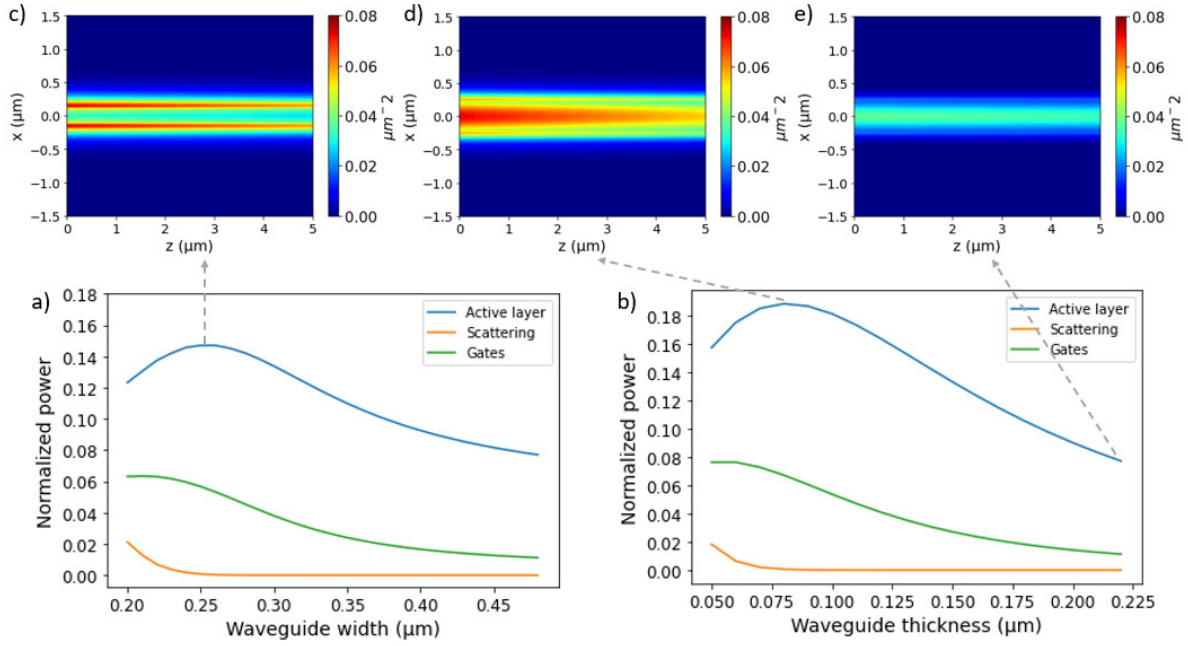 c)
1.5
1.0
0.5
0.0
−0.5
−1.0
−1.5
x (μm)
0 1 2 3 4 5
z (μm)
0.08
0.06
0.04
0.02
0.00
μm^−2
d)
1.5
1.0
0.5
0.0
−0.5
−1.0
−1.5
x (μm)
0 1 2 3 4 5
z (μm)
0.08
0.06
0.04
0.02
0.00
μm^−2
e)
1.5
1.0
0.5
0.0
−0.5
−1.0
−1.5
x (μm)
0 1 2 3 4 5
z (μm)
0.08
0.06
0.04
0.02
0.00
μm^−2
a)
0.18
0.16
0.14
0.12
0.10
0.08
0.06
0.04
0.02
0.00
Normalized power
Active layer
Scattering
Gates
0.20 0.25 0.30 0.35 0.40 0.45
Waveguide width (μm)
b)
0.18
0.16
0.14
0.12
0.10
0.08
0.06
0.04
0.02
0.00
Normalized power
Active layer
Scattering
Gates
0.050 0.075 0.100 0.125 0.150 0.175 0.200 0.225
Waveguide thickness (μm)